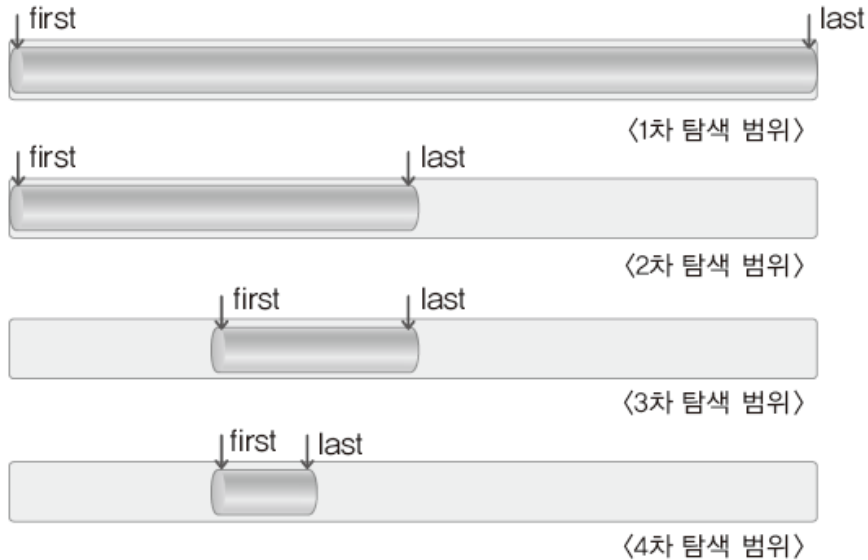 first last
〈1차 탐색 범위〉
first last
〈2차 탐색 범위〉
first last
〈3차 탐색 범위〉
first last
〈4차 탐색 범위〉